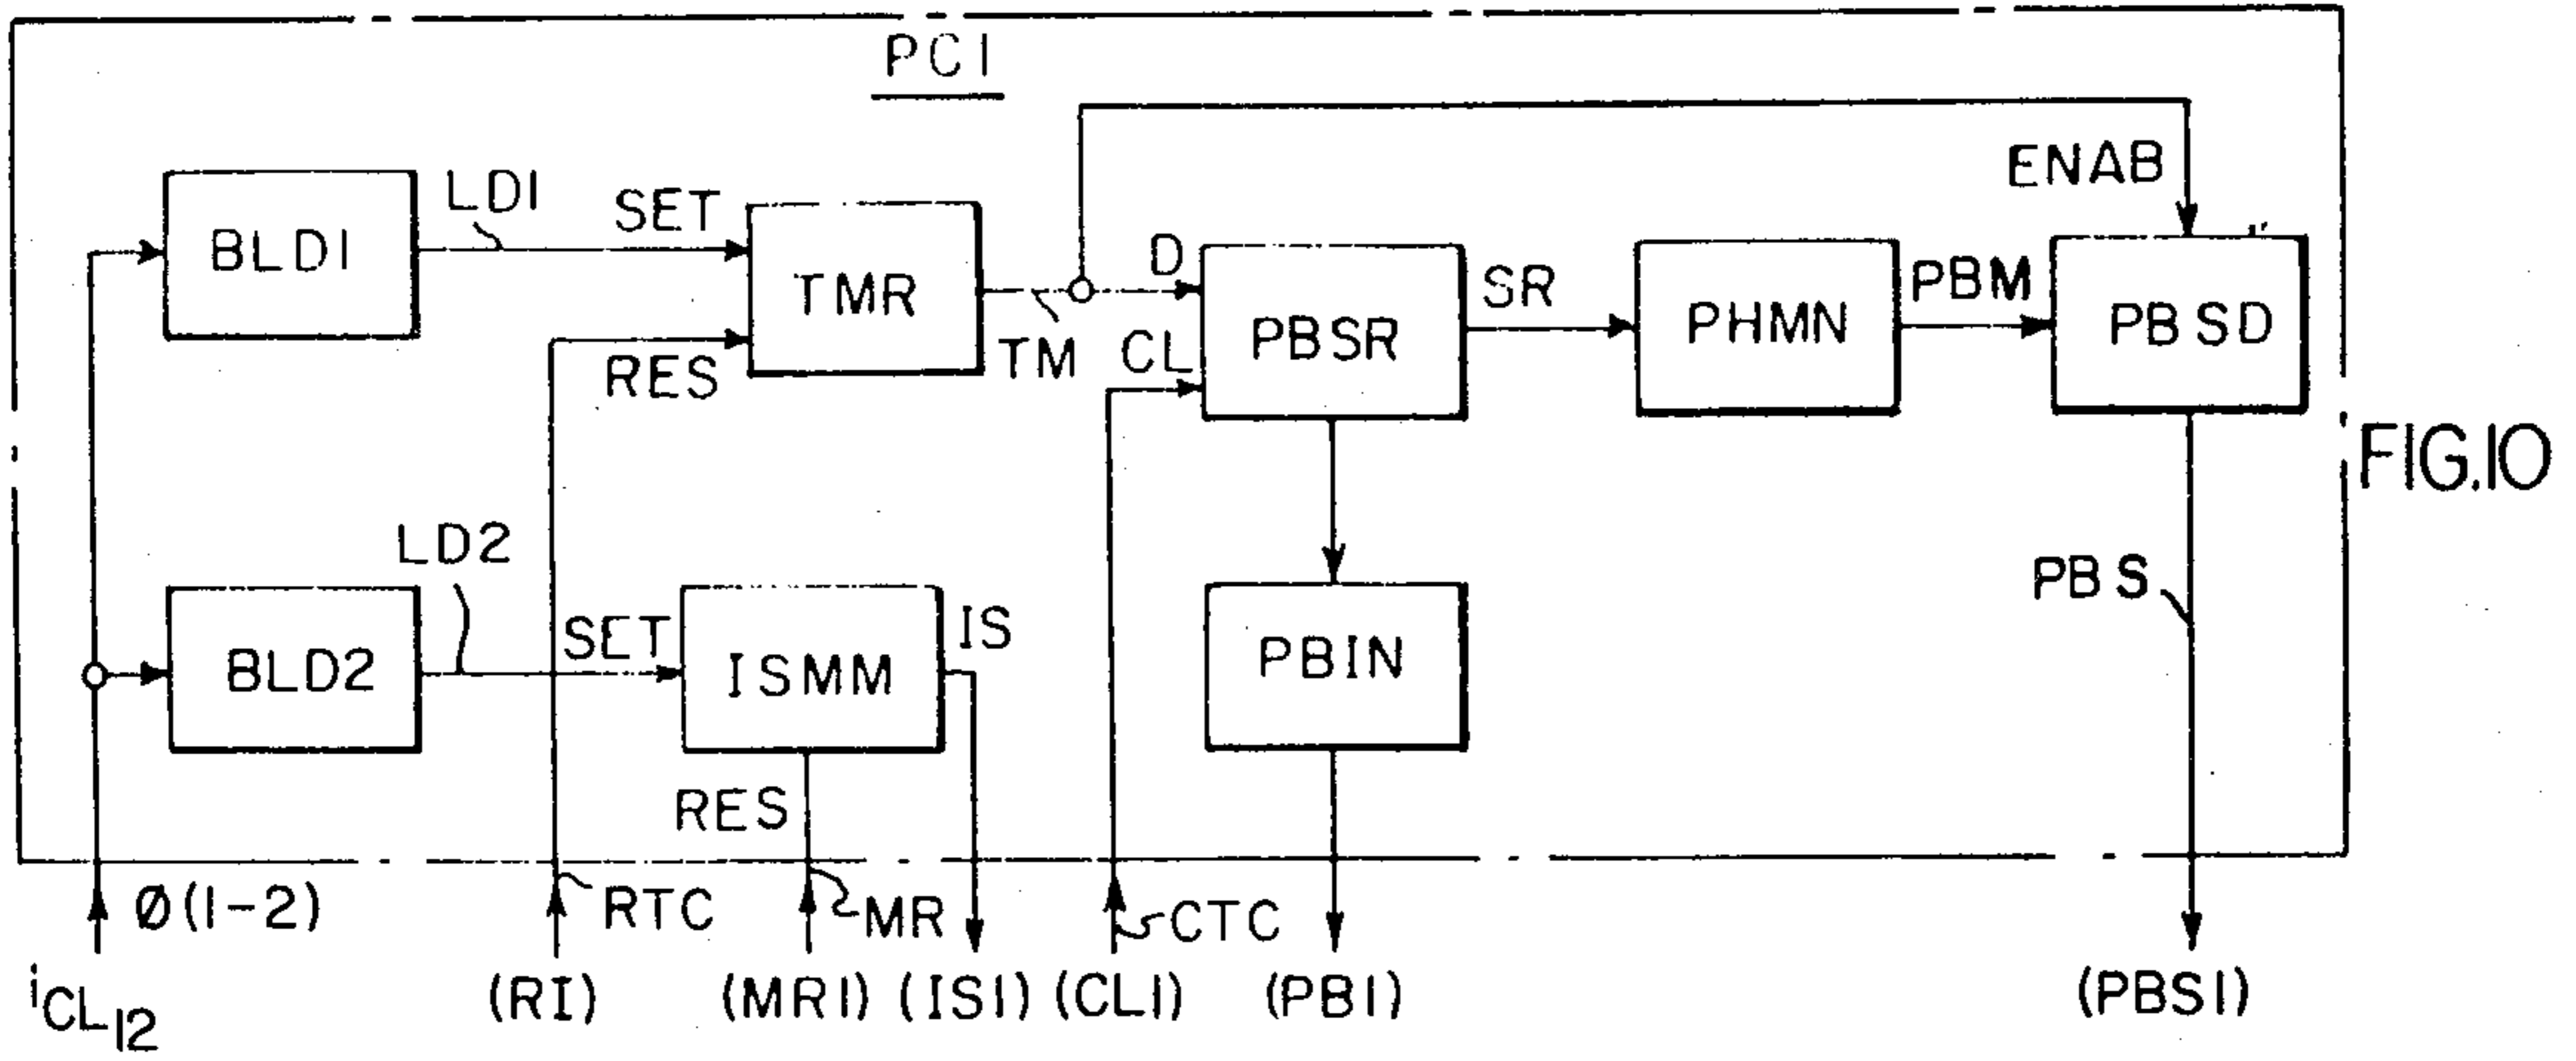 PC1
ENAB
LD1
SET
BLD1
TMR
D
SR
PBM
PBSR
PHMN
PBSD
RES
TM
CL
FIG.10
LD2
SET
IS
PBS
BLD2
ISMM
PBIN
RES
Ø(1-2)
RTC
MR
CTC
iCL12
(RI)
(MR1)
(IS1)
(CL1)
(PB1)
(PBS1)